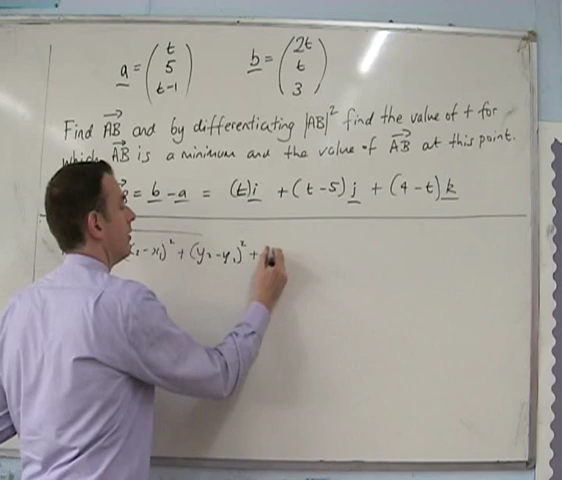 a = (t 5 t-1) b = (2t t 3)
Find AB and by differentiating |AB|² find the value of t for
which AB is a minimum and the value of AB at this point.
= b - a = (t)i + (t-5)j + (4-t)k
-x₁)² + (y₂-y₁)² +